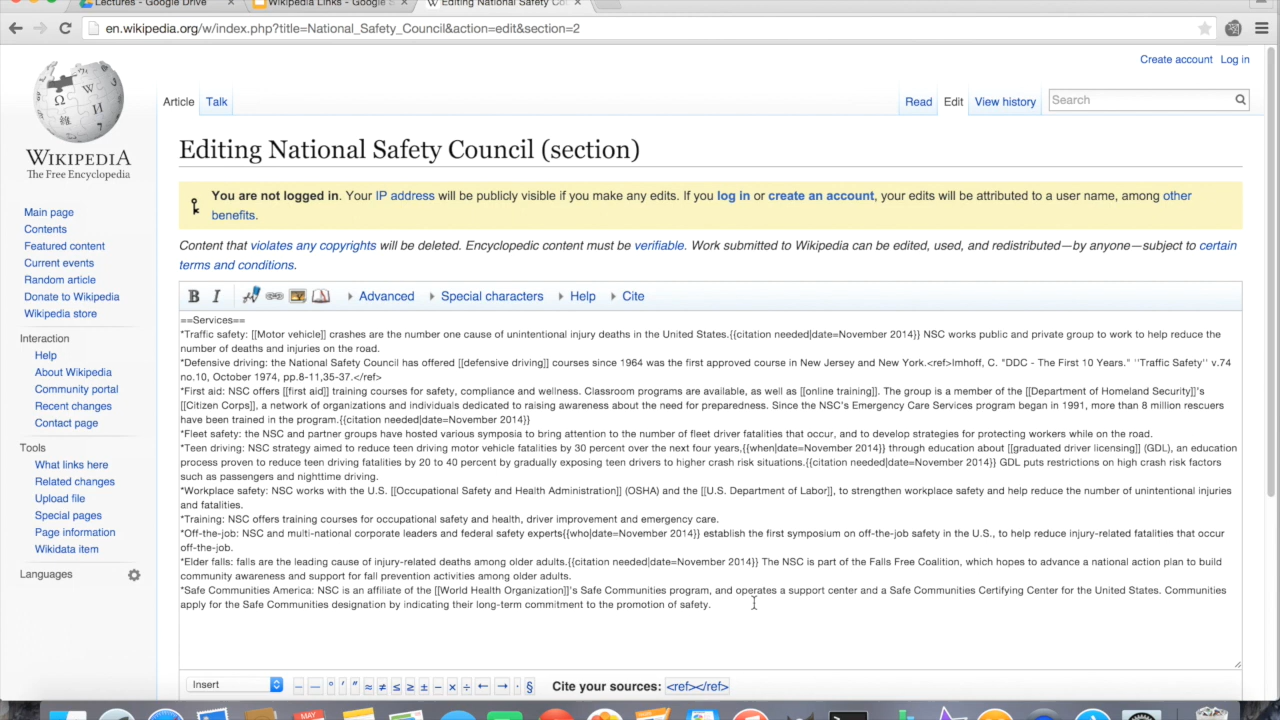 Lectures - Google Drive
Wikipedia Links - Google S
Editing National Safety Co
en.wikipedia.org/w/index.php?title=National_Safety_Council&action=edit&section=2
Create account Log in
Article Talk Read Edit View history Search
WIKIPEDIA
The Free Encyclopedia
Main page
Contents
Featured content
Current events
Random article
Donate to Wikipedia
Wikipedia store
Interaction
Help
About Wikipedia
Community portal
Recent changes
Contact page
Tools
What links here
Related changes
Upload file
Special pages
Page information
Wikidata item
Languages
Editing National Safety Council (section)
You are not logged in. Your IP address will be publicly visible if you make any edits. If you log in or create an account, your edits will be attributed to a user name, among other
benefits.
Content that violates any copyrights will be deleted. Encyclopedic content must be verifiable. Work submitted to Wikipedia can be edited, used, and redistributed—by anyone—subject to certain
terms and conditions.
B I Advanced Special characters Help Cite
==Services==
*Traffic safety: [[Motor vehicle]] crashes are the number one cause of unintentional injury deaths in the United States.{{citation needed|date=November 2014}} NSC works public and private group to work to help reduce the
number of deaths and injuries on the road.
*Defensive driving: the National Safety Council has offered [[defensive driving]] courses since 1964 was the first approved course in New Jersey and New York.<ref>Imhoff, C. "DDC - The First 10 Years." ''Traffic Safety'' v.74
no.10, October 1974, pp.8-11,35-37.</ref>
*First aid: NSC offers [[first aid]] training courses for safety, compliance and wellness. Classroom programs are available, as well as [[online training]]. The group is a member of the [[Department of Homeland Security]]'s
[[Citizen Corps]], a network of organizations and individuals dedicated to raising awareness about the need for preparedness. Since the NSC's Emergency Care Services program began in 1991, more than 8 million rescuers
have been trained in the program.{{citation needed|date=November 2014}}
*Fleet safety: the NSC and partner groups have hosted various symposia to bring attention to the number of fleet driver fatalities that occur, and to develop strategies for protecting workers while on the road.
*Teen driving: NSC strategy aimed to reduce teen driving motor vehicle fatalities by 30 percent over the next four years,{{when|date=November 2014}} through education about [[graduated driver licensing]] (GDL), an education
process proven to reduce teen driving fatalities by 20 to 40 percent by gradually exposing teen drivers to higher crash risk situations.{{citation needed|date=November 2014}} GDL puts restrictions on high crash risk factors
such as passengers and nighttime driving.
*Workplace safety: NSC works with the U.S. [[Occupational Safety and Health Administration]] (OSHA) and the [[U.S. Department of Labor]], to strengthen workplace safety and help reduce the number of unintentional injuries
and fatalities.
*Training: NSC offers training courses for occupational safety and health, driver improvement and emergency care.
*Off-the-job: NSC and multi-national corporate leaders and federal safety experts{{who|date=November 2014}} establish the first symposium on off-the-job safety in the U.S., to help reduce injury-related fatalities that occur
off-the-job.
*Elder falls: falls are the leading cause of injury-related deaths among older adults.{{citation needed|date=November 2014}} The NSC is part of the Falls Free Coalition, which hopes to advance a national action plan to build
community awareness and support for fall prevention activities among older adults.
*Safe Communities America: NSC is an affiliate of the [[World Health Organization]]'s Safe Communities program, and operates a support center and a Safe Communities Certifying Center for the United States. Communities
apply for the Safe Communities designation by indicating their long-term commitment to the promotion of safety.
Insert – — ° ′ ″ ≈ ≠ ≤ ≥ ± − × ÷ ← → · § Cite your sources: <ref></ref>
MAY